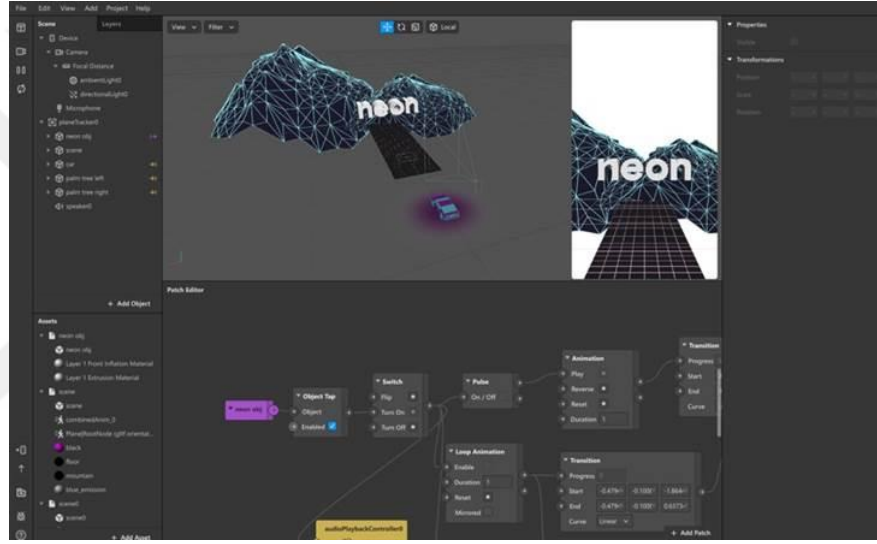 File Edit View Add Project Help
Scene Layers
Device
Camera
Focal Distance
ambientLight0
directionalLight0
Microphone
planeTracker0
neon obj
scene
car
palm tree left
palm tree right
speaker0
+ Add Object
Assets
neon obj
neon obj
Layer 1 Front Inflation Material
Layer 1 Extrusion Material
scene
scene
combinedAnim_0
black
floor
mountain
blue_emission
scene0
scene0
+ Add Asset
View Filter Local
neon
neon
Properties
Visible
Transformations
Position
Scale
Rotation
Patch Editor
neon obj
Object Tap
Object
Enabled
Switch
Flip
Turn On
Turn Off
Pulse
On / Off
Animation
Play
Reverse
Reset
Duration 1
Transition
Progress
Start
End
Curve
Loop Animation
Enable
Duration 1
Reset
Mirrored
Transition
Progress
Start
End
Curve Linear
audioPlaybackController0
+ Add Patch